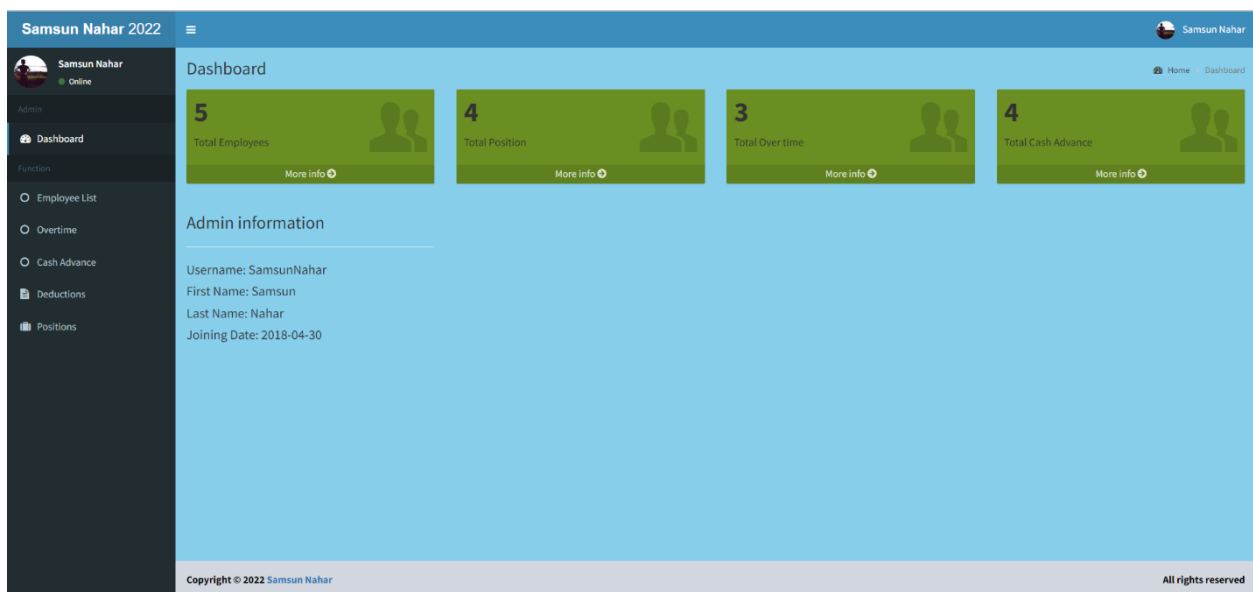 Samsun Nahar 2022
Samsun Nahar
Samsun Nahar
Online
Admin
Dashboard
Function
Employee List
Overtime
Cash Advance
Deductions
Positions
Dashboard
Home Dashboard
5
Total Employees
More info
4
Total Position
More info
3
Total Over time
More info
4
Total Cash Advance
More info
Admin information
Username: SamsunNahar
First Name: Samsun
Last Name: Nahar
Joining Date: 2018-04-30
Copyright © 2022 Samsun Nahar
All rights reserved